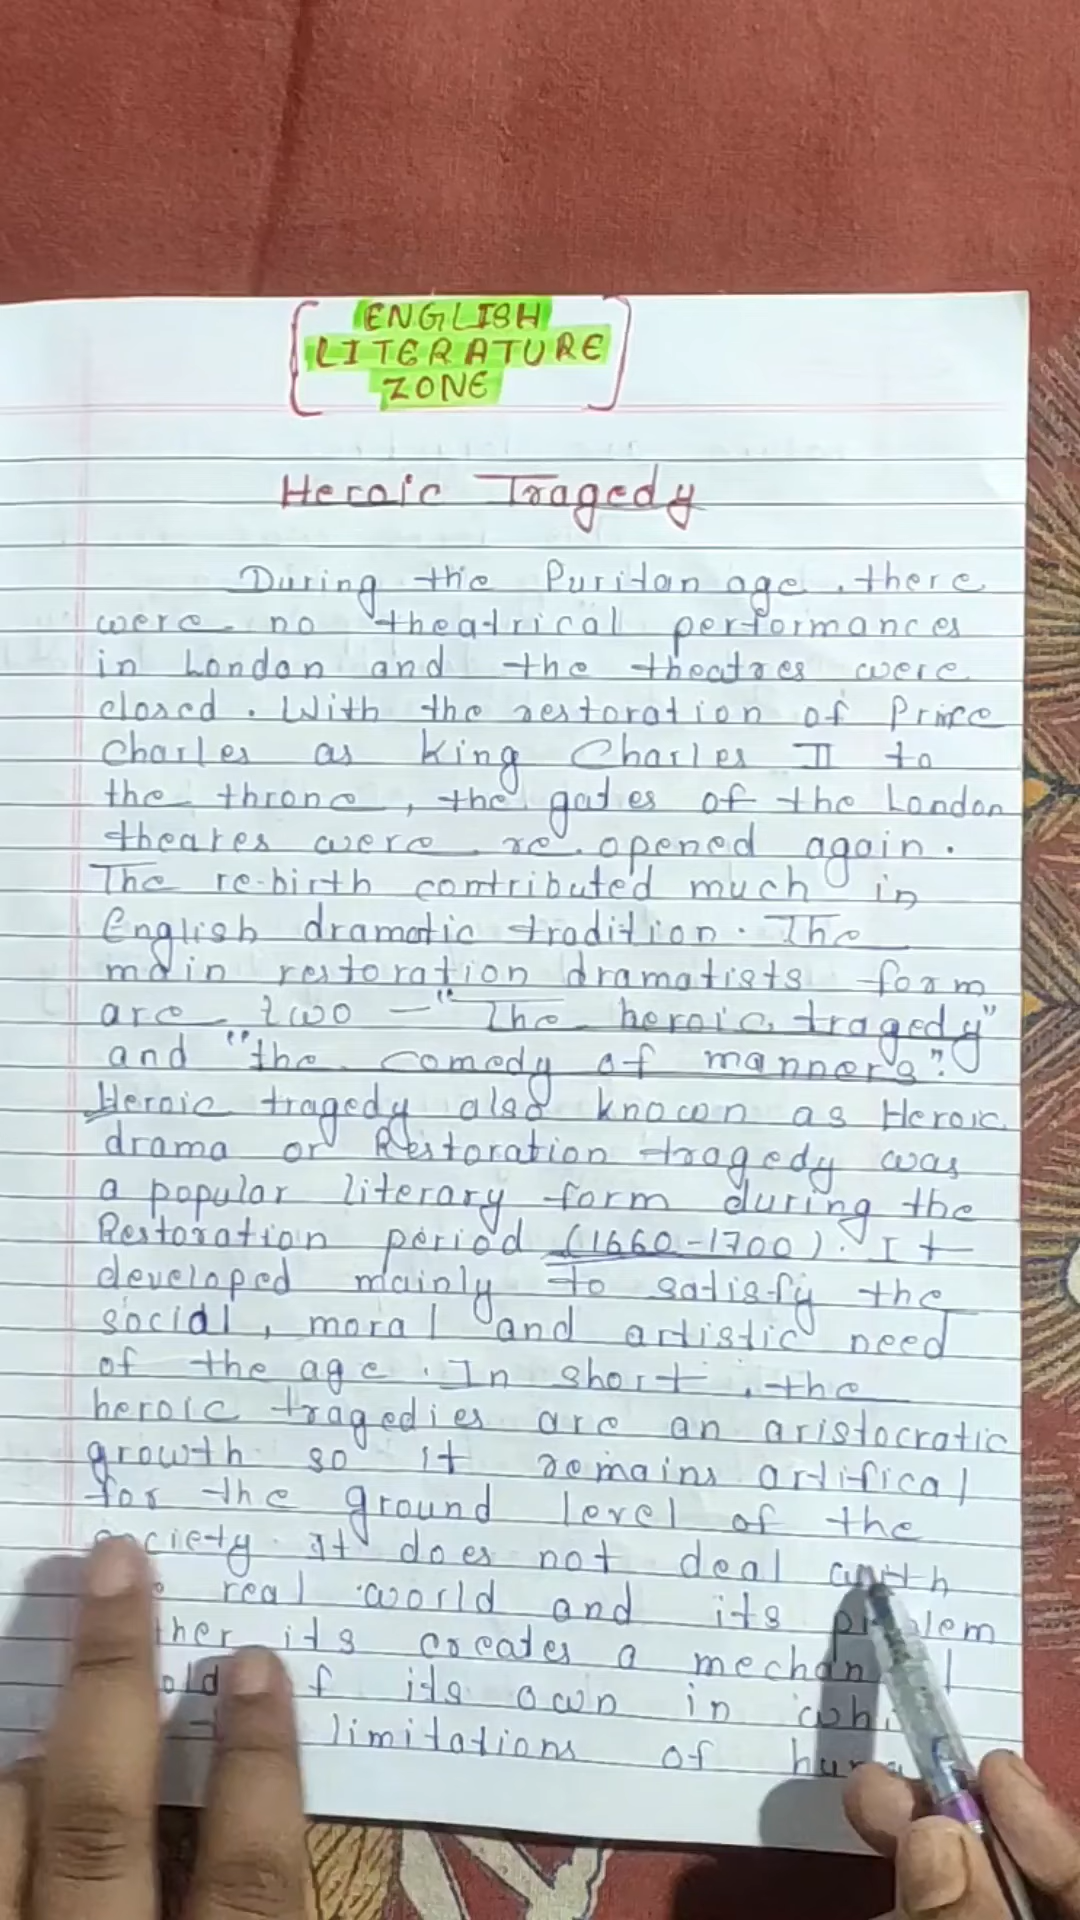 ENGLISH
LITERATURE
ZONE
Heroic Tragedy
During the Puritan age, there
were no theatrical performances
in London and the theatres were
closed. With the restoration of Prince
Charles as King Charles II to
the throne, the gates of the London
theares were re.opened again.
The re-birth contributed much in
English dramatic tradition. The
main restoration dramatists form
are two - "The heroic tragedy"
and "the comedy of manners".
Heroic tragedy also known as Heroic
drama or Restoration tragedy was
a popular literary form during the
Restoration period (1660-1700). It
developed mainly to satisfy the
social, moral and artistic need
of the age. In short, the
heroic tragedies are an aristocratic
growth so it remains artifical
for the ground level of the
society. It does not deal with
real world and its problem
its creates a
its own in
limitations of